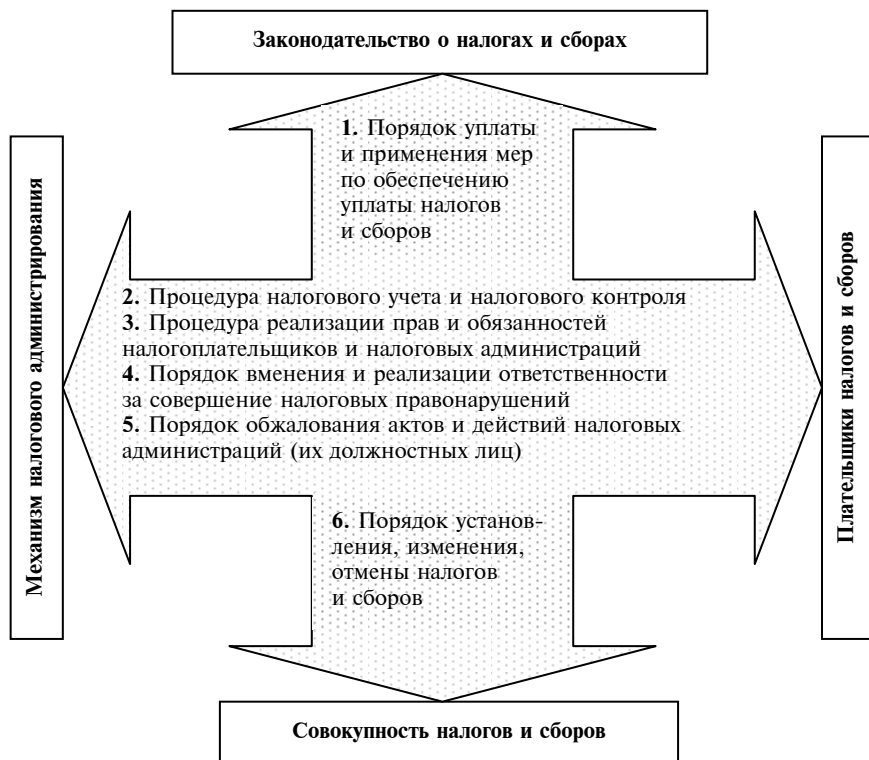 Законодательство о налогах и сборах
1. Порядок уплаты
и применения мер
по обеспечению
уплаты налогов
и сборов
Механизм налогового администрирования
2. Процедура налогового учета и налогового контроля
3. Процедура реализации прав и обязанностей
налогоплательщиков и налоговых администраций
4. Порядок вменения и реализации ответственности
за совершение налоговых правонарушений
5. Порядок обжалования актов и действий налоговых
администраций (их должностных лиц)
Плательщики налогов и сборов
6. Порядок установ-
ления, изменения,
отмены налогов
и сборов
Совокупность налогов и сборов